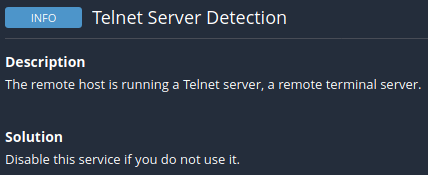 INFO Telnet Server Detection
Description
The remote host is running a Telnet server, a remote terminal server.
Solution
Disable this service if you do not use it.